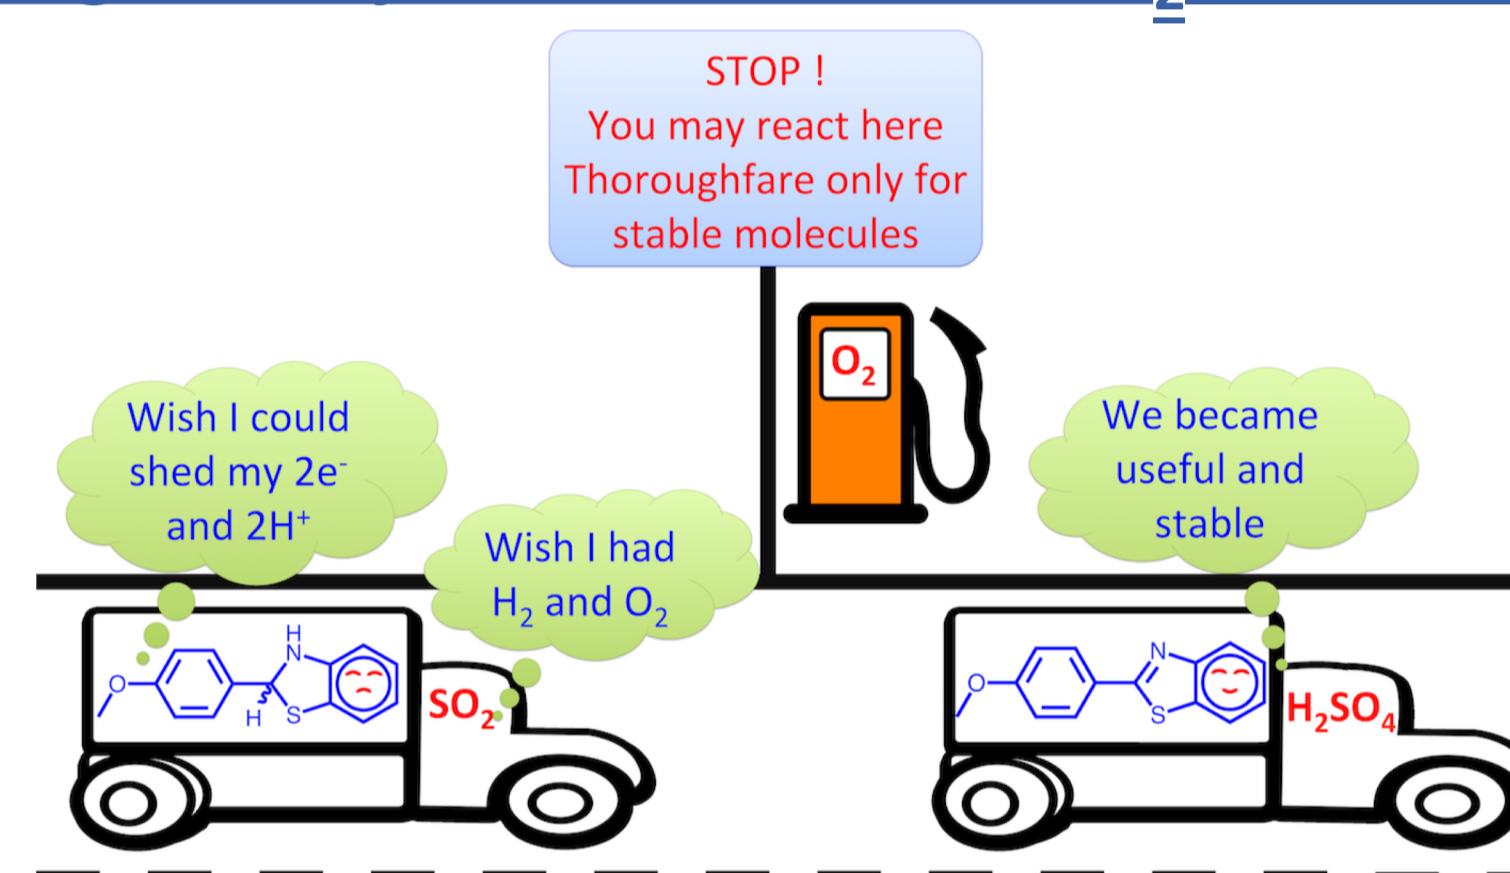 STOP !
You may react here
Thoroughfare only for
stable molecules
O₂
Wish I could
shed my 2e⁻
and 2H⁺
Wish I had
H₂ and O₂
We became
useful and
stable
H
N
O
H
S
SO₂
N
O
S
H₂SO₄